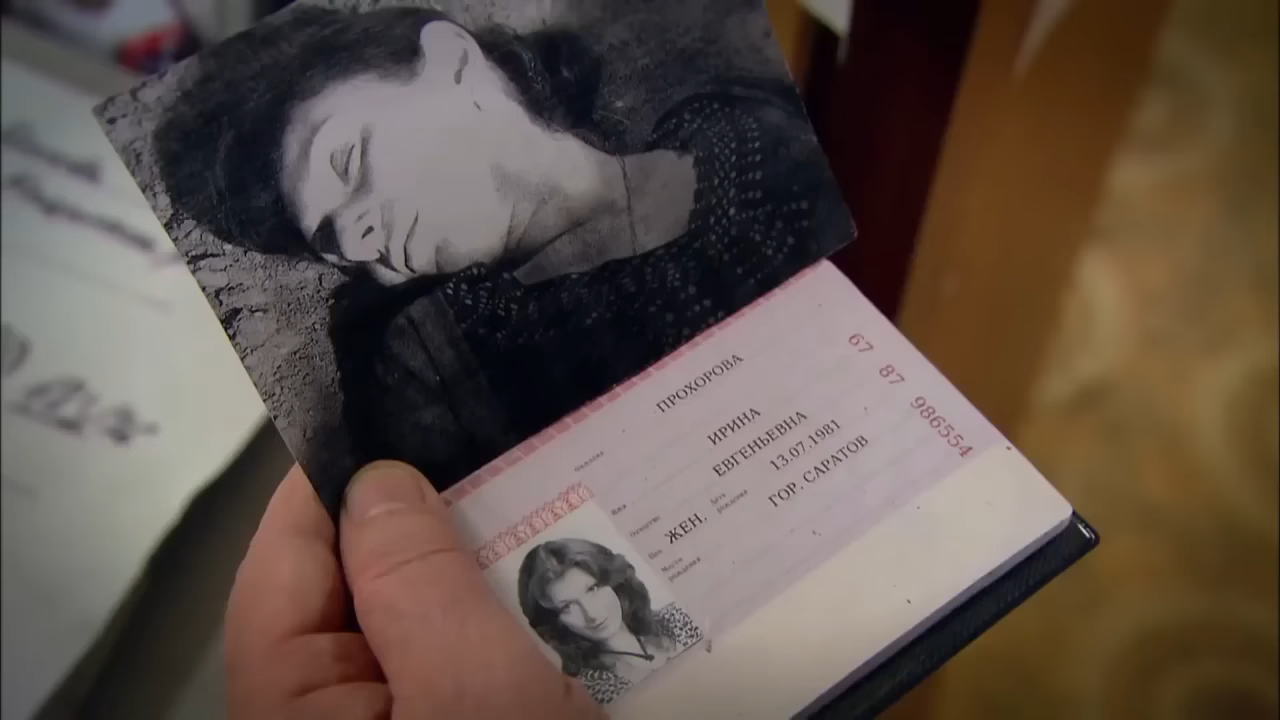 ПРОХОРОВА
ИРИНА
ЕВГЕНЬЕВНА
ЖЕН.
13.07.1981
ГОР. САРАТОВ
67 87 986554